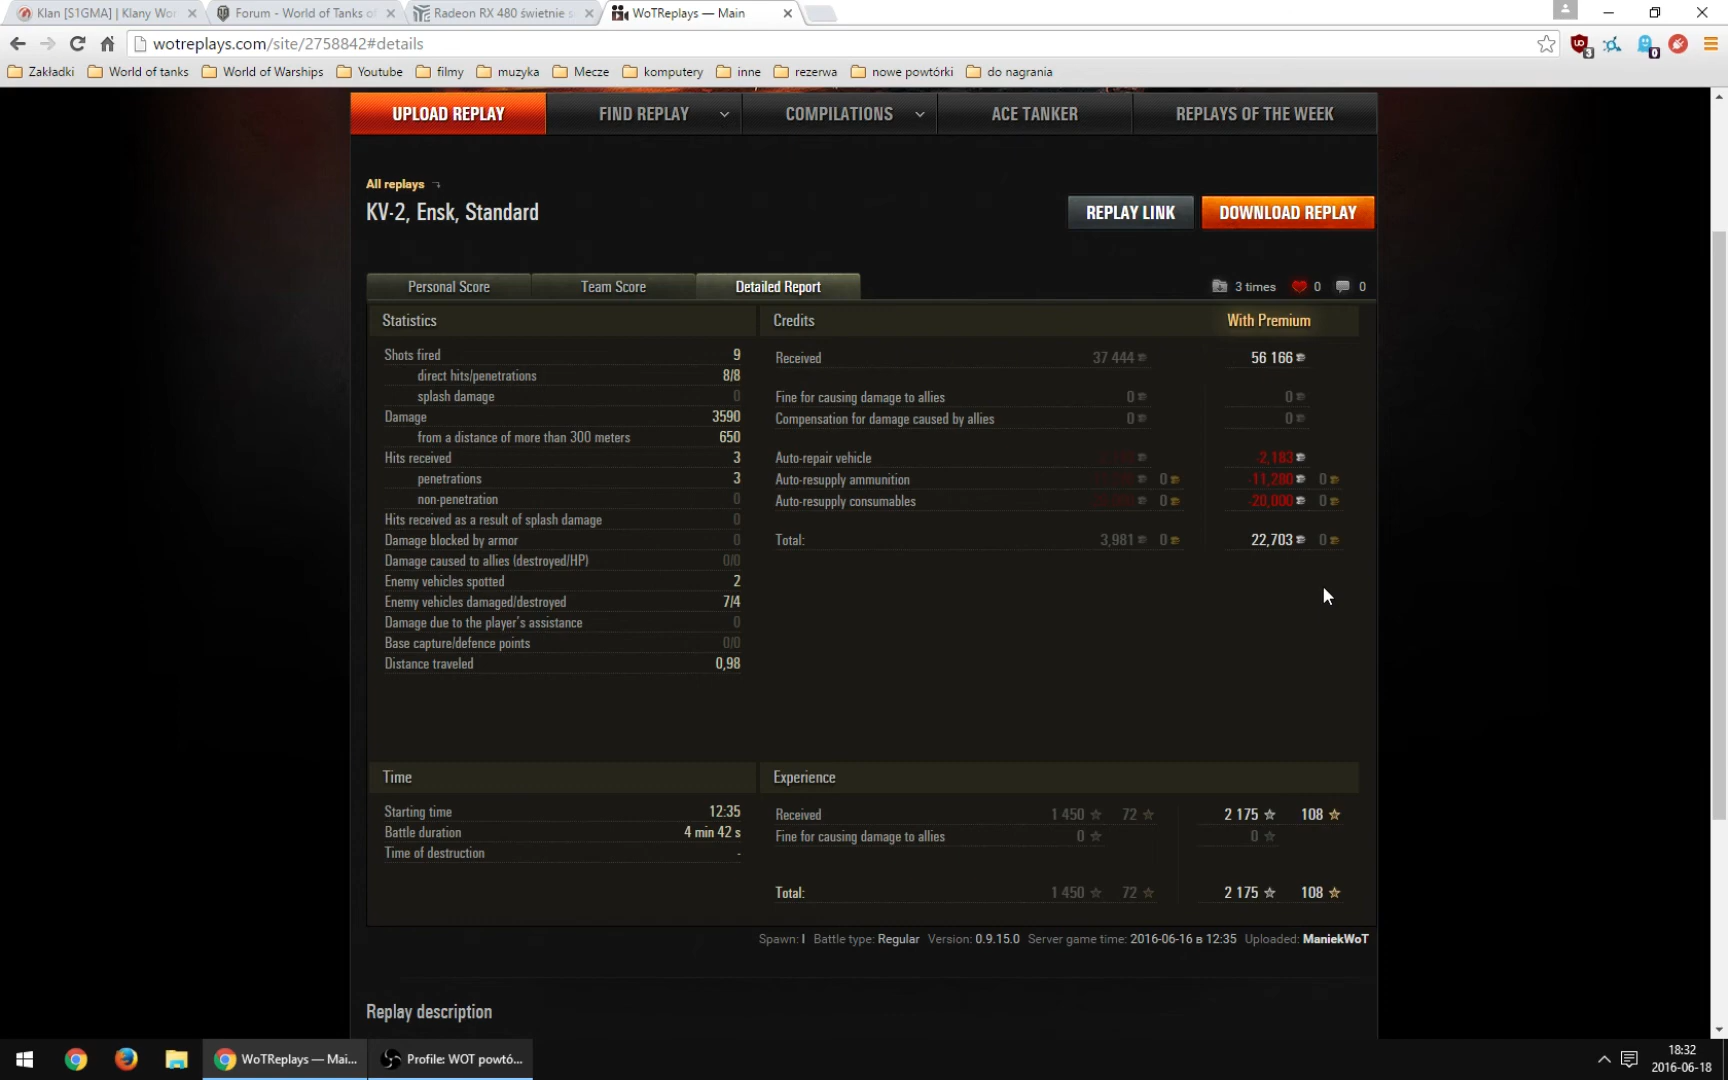 Klan [S1GMA] | Klany Wor
Forum - World of Tanks of
Radeon RX 480 świetnie s
WoTReplays — Main
wotreplays.com/site/2758842#details
3
0
Zakładki
World of tanks
World of Warships
Youtube
filmy
muzyka
Mecze
komputery
inne
rezerwa
nowe powtórki
do nagrania
UPLOAD REPLAY
FIND REPLAY
COMPILATIONS
ACE TANKER
REPLAYS OF THE WEEK
All replays
KV-2, Ensk, Standard
REPLAY LINK
DOWNLOAD REPLAY
Personal Score
Team Score
Detailed Report
3 times
0
0
Statistics
Shots fired 9
direct hits/penetrations 8/8
splash damage 0
Damage 3590
from a distance of more than 300 meters 650
Hits received 3
penetrations 3
non-penetration 0
Hits received as a result of splash damage 0
Damage blocked by armor 0
Damage caused to allies (destroyed/HP) 0/0
Enemy vehicles spotted 2
Enemy vehicles damaged/destroyed 7/4
Damage due to the player's assistance 0
Base capture/defence points 0/0
Distance traveled 0,98
Credits With Premium
Received 37 444 56 166
Fine for causing damage to allies 0 0
Compensation for damage caused by allies 0 0
Auto-repair vehicle -2,183
Auto-resupply ammunition 0 -11,280 0
Auto-resupply consumables 0 -20,000 0
Total: 3,981 0 22,703 0
Time
Starting time 12:35
Battle duration 4 min 42 s
Time of destruction -
Experience
Received 1 450 72 2 175 108
Fine for causing damage to allies 0 0
Total: 1 450 72 2 175 108
Spawn: I Battle type: Regular Version: 0.9.15.0 Server game time: 2016-06-16 в 12:35 Uploaded: ManiekWoT
Replay description
WoTReplays — Mai...
Profile: WOT powtó...
18:32
2016-06-18